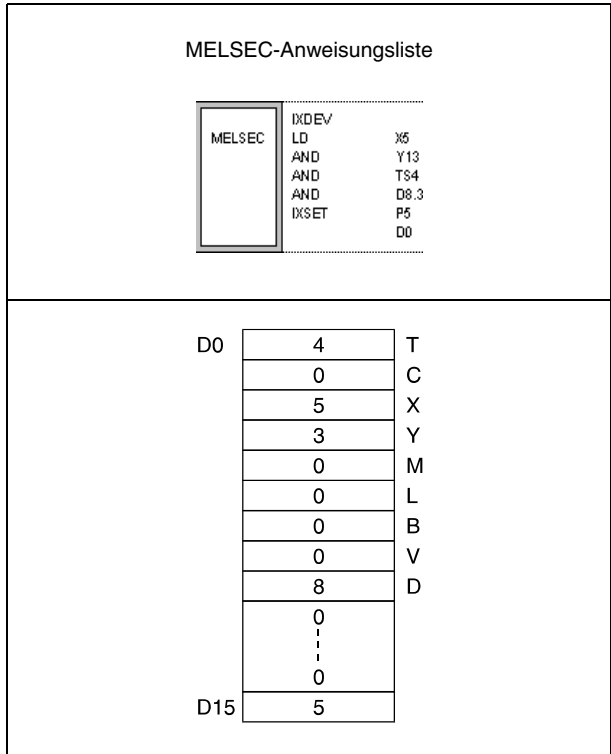 MELSEC-Anweisungsliste
MELSEC
IXDEV
LD X5
AND Y13
AND TS4
AND D8.3
IXSET P5
D0
D0 4 T
0 C
5 X
3 Y
0 M
0 L
0 B
0 V
8 D
0
0
D15 5